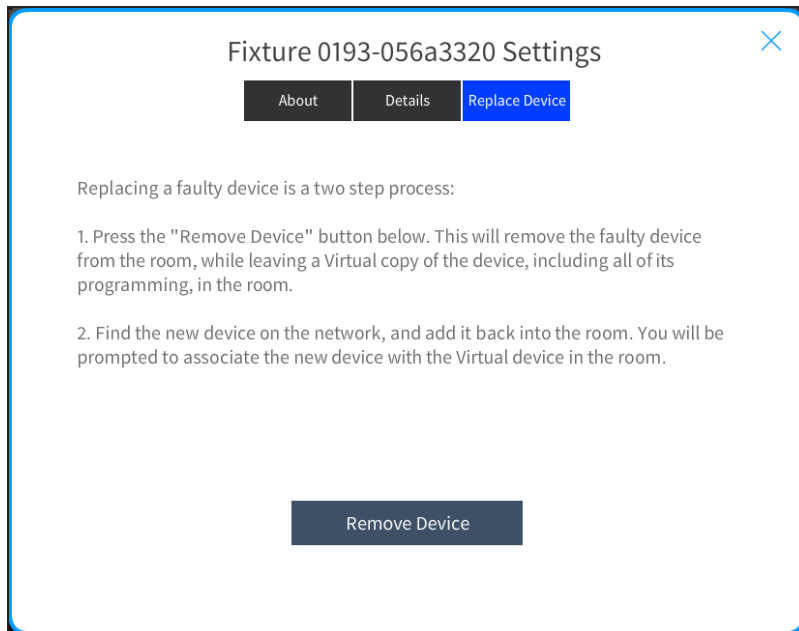 Fixture 0193-056a3320 Settings
About
Details
Replace Device
Replacing a faulty device is a two step process:
1. Press the "Remove Device" button below. This will remove the faulty device
from the room, while leaving a Virtual copy of the device, including all of its
programming, in the room.
2. Find the new device on the network, and add it back into the room. You will be
prompted to associate the new device with the Virtual device in the room.
Remove Device